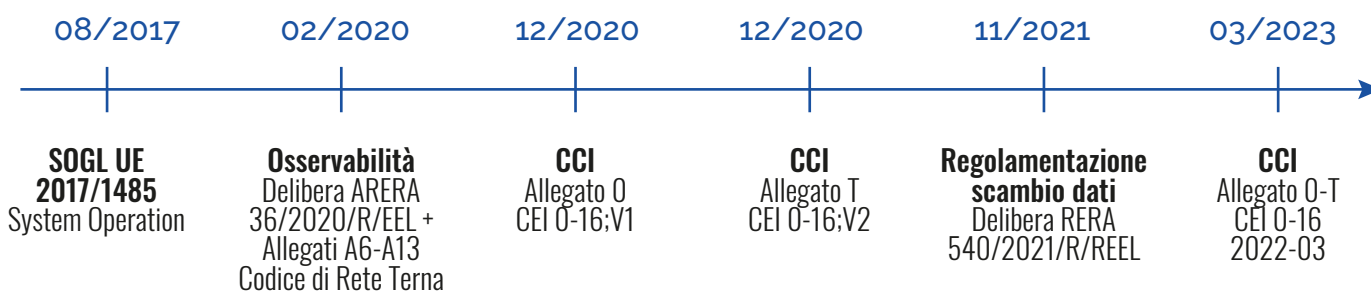 08/2017
02/2020
12/2020
12/2020
11/2021
03/2023
SOGL UE
2017/1485
System Operation
Osservabilità
Delibera ARERA
36/2020/R/EEL +
Allegati A6-A13
Codice di Rete Terna
CCI
Allegato O
CEI 0-16;V1
CCI
Allegato T
CEI 0-16;V2
Regolamentazione
scambio dati
Delibera RERA
540/2021/R/REEL
CCI
Allegato O-T
CEI 0-16
2022-03